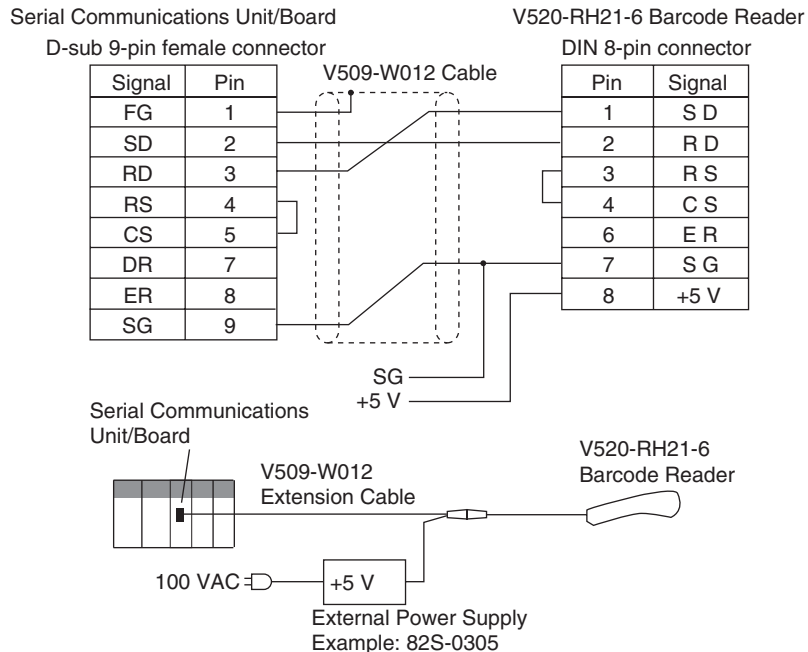 Serial Communications Unit/Board
V520-RH21-6 Barcode Reader
D-sub 9-pin female connector
DIN 8-pin connector
V509-W012 Cable
Signal Pin
FG 1
SD 2
RD 3
RS 4
CS 5
DR 7
ER 8
SG 9
Pin Signal
1 S D
2 R D
3 R S
4 C S
6 E R
7 S G
8 +5 V
SG
+5 V
Serial Communications
Unit/Board
V509-W012
Extension Cable
V520-RH21-6
Barcode Reader
100 VAC
+5 V
External Power Supply
Example: 82S-0305